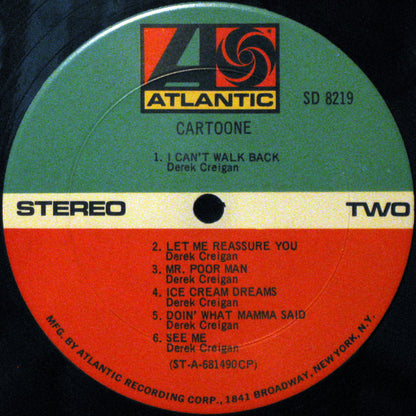 ATLANTIC
SD 8219
CARTOONE
1. I CAN'T WALK BACK
Derek Creigan
STEREO
TWO
2. LET ME REASSURE YOU
Derek Creigan
3. MR. POOR MAN
Derek Creigan
4. ICE CREAM DREAMS
Derek Creigan
5. DOIN' WHAT MAMMA SAID
Derek Creigan
6. SEE ME
Derek Creigan
(ST-A-681490CP)
MFG. BY ATLANTIC RECORDING CORP., 1841 BROADWAY, NEW YORK, N.Y.